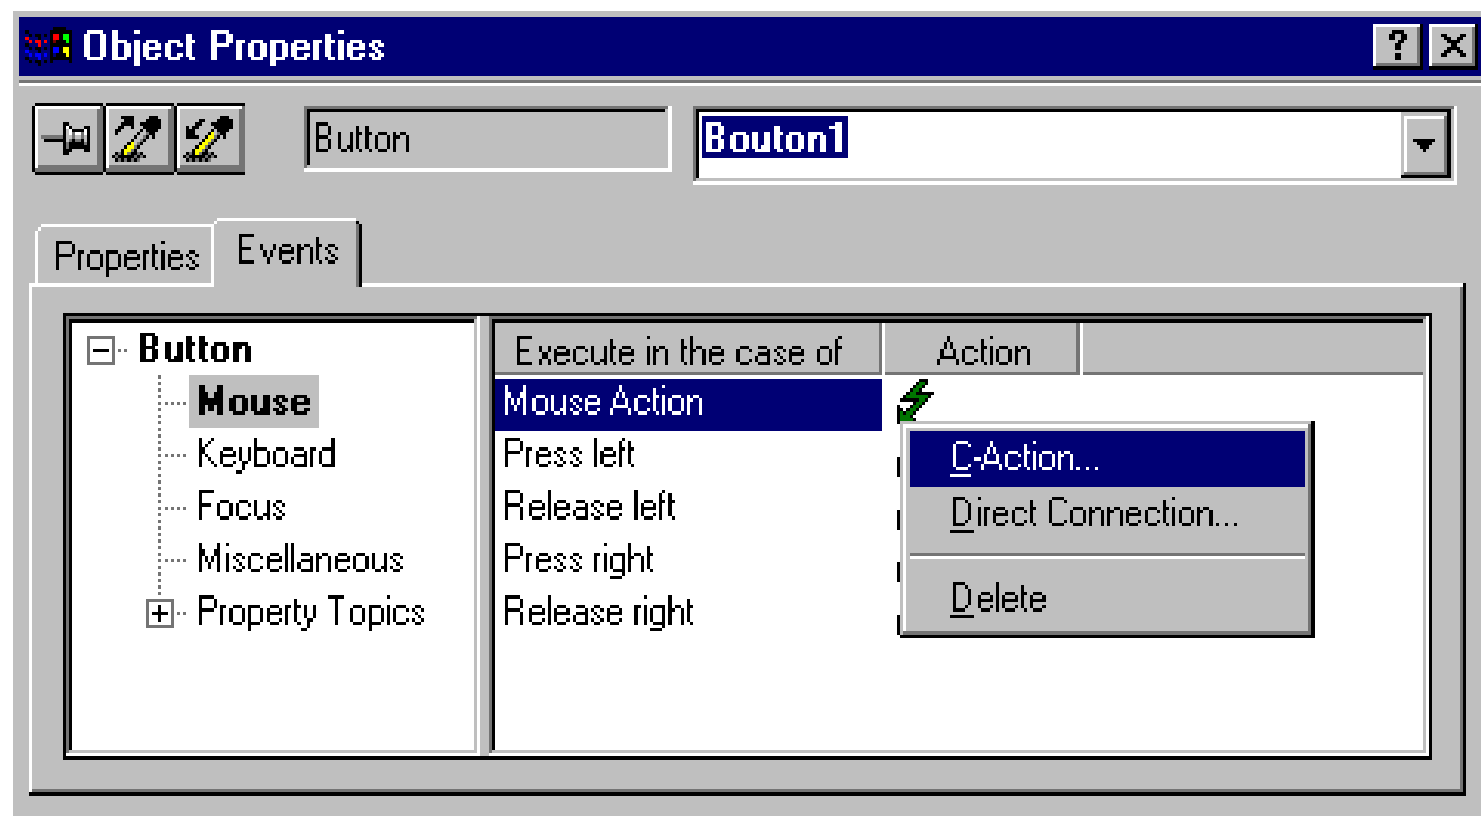 Object Properties
Button Bouton1
Properties Events
Button
Mouse
Keyboard
Focus
Miscellaneous
Property Topics
Execute in the case of Action
Mouse Action
Press left
Release left
Press right
Release right
C-Action...
Direct Connection...
Delete